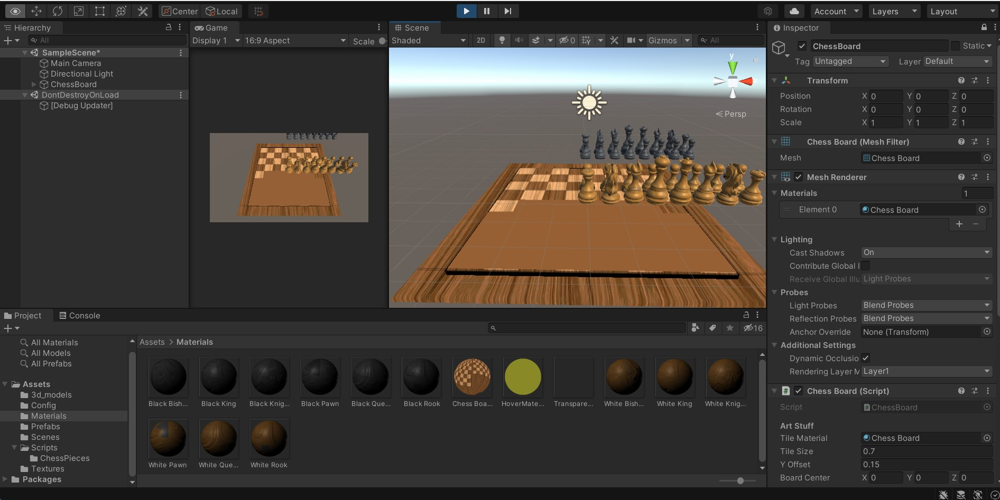 Center
Local
Account
Layers
Layout
Hierarchy
All
SampleScene*
Main Camera
Directional Light
ChessBoard
DontDestroyOnLoad
[Debug Updater]
Game
Display 1
16:9 Aspect
Scale
Scene
Shaded
2D
0
Gizmos
All
y
Persp
Inspector
ChessBoard
Static
Tag Untagged
Layer Default
Transform
Position X 0 Y 0 Z 0
Rotation X 0 Y 0 Z 0
Scale X 1 Y 1 Z 1
Chess Board (Mesh Filter)
Mesh Chess Board
Mesh Renderer
Materials 1
Element 0 Chess Board
Lighting
Cast Shadows On
Contribute Global I
Receive Global Illu Light Probes
Probes
Light Probes Blend Probes
Reflection Probes Blend Probes
Anchor Override None (Transform)
Additional Settings
Dynamic Occlusio
Rendering Layer M Layer1
Chess Board (Script)
Script ChessBoard
Art Stuff
Tile Material Chess Board
Tile Size 0.7
Y Offset 0.15
Board Center X 0 Y 0 Z 0
Project
Console
16
All Materials
All Models
All Prefabs
Assets
3d_models
Config
Materials
Prefabs
Scenes
Scripts
ChessPieces
Textures
Packages
Assets > Materials
Black Bish...
Black King
Black Knig...
Black Pawn
Black Que...
Black Rook
Chess Boa...
HoverMate...
Transpare...
White Bish...
White King
White Knig...
White Pawn
White Que...
White Rook